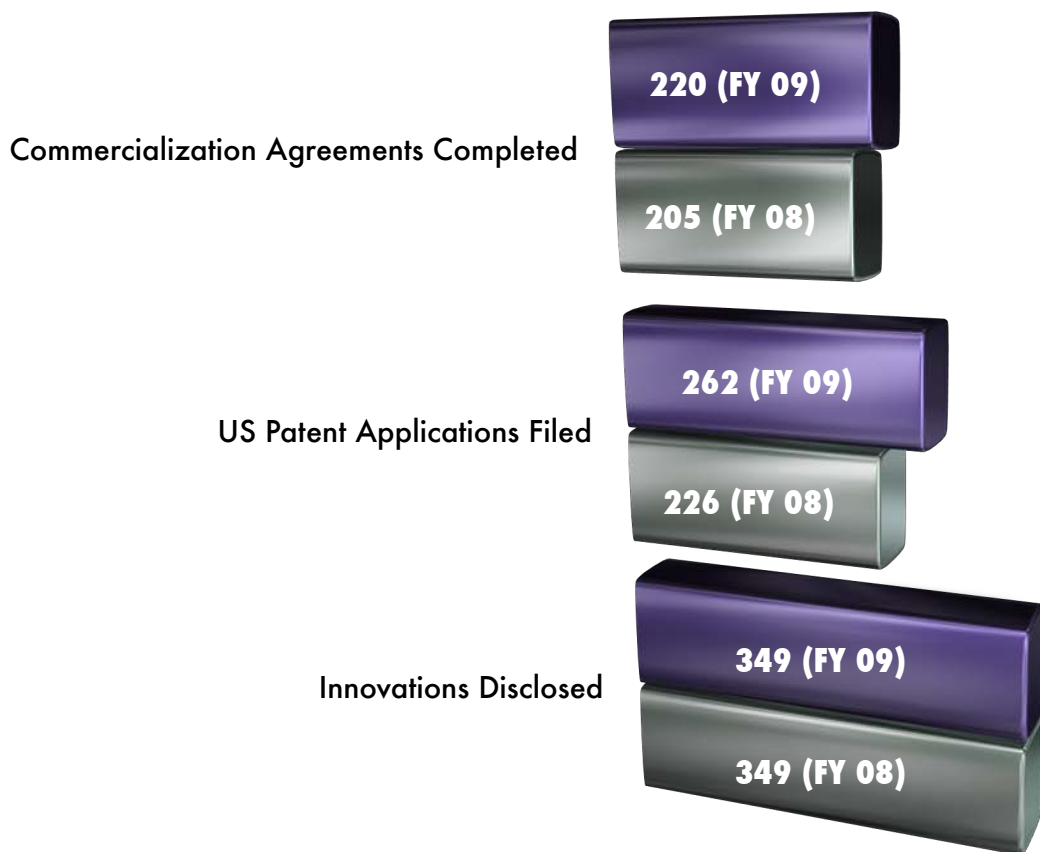 220 (FY 09)
Commercialization Agreements Completed
205 (FY 08)
262 (FY 09)
US Patent Applications Filed
226 (FY 08)
349 (FY 09)
Innovations Disclosed
349 (FY 08)